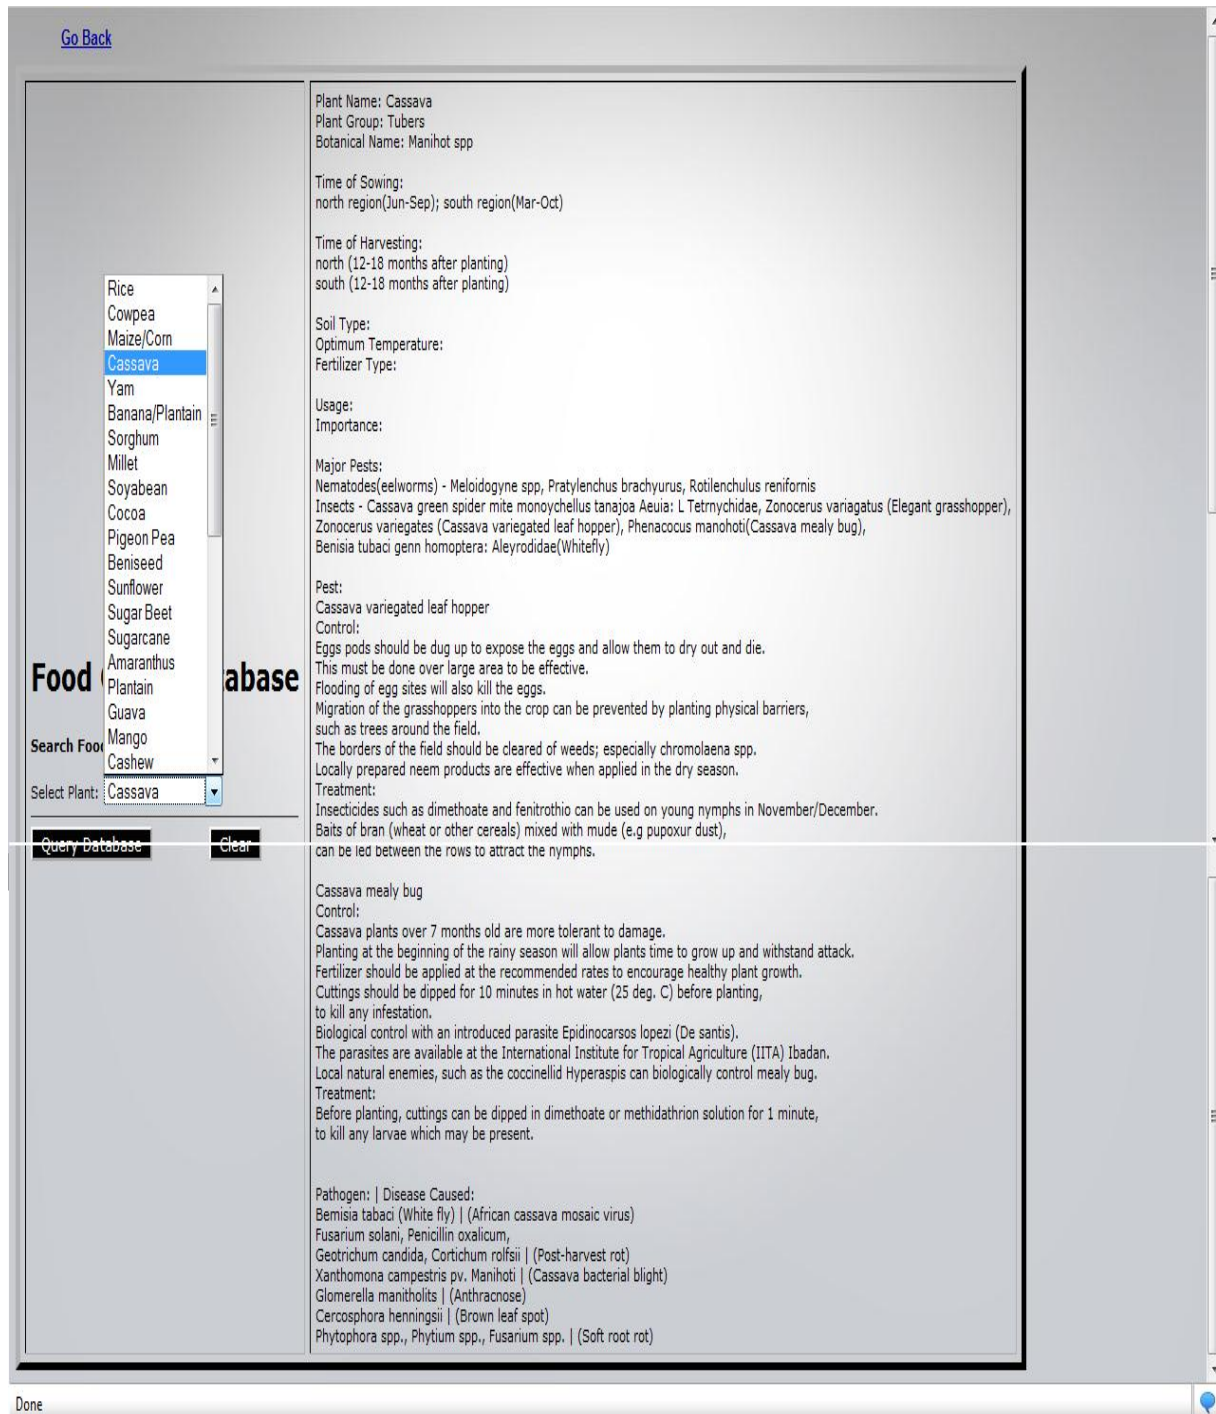 Go Back
Rice
Cowpea
Maize/Corn
Cassava
Yam
Banana/Plantain
Sorghum
Millet
Soyabean
Cocoa
Pigeon Pea
Beniseed
Sunflower
Sugar Beet
Sugarcane
Amaranthus
Plantain
Guava
Mango
Cashew
Food
abase
Search Foo
Select Plant: Cassava
Query Database Clear
Plant Name: Cassava
Plant Group: Tubers
Botanical Name: Manihot spp
Time of Sowing:
north region(Jun-Sep); south region(Mar-Oct)
Time of Harvesting:
north (12-18 months after planting)
south (12-18 months after planting)
Soil Type:
Optimum Temperature:
Fertilizer Type:
Usage:
Importance:
Major Pests:
Nematodes(eelworms) - Meloidogyne spp, Pratylenchus brachyurus, Rotilenchulus renifornis
Insects - Cassava green spider mite monoychellus tanajoa Aeuia: L Tetrnychidae, Zonocerus variagatus (Elegant grasshopper),
Zonocerus variegates (Cassava variegated leaf hopper), Phenacocus manohoti(Cassava mealy bug),
Benisia tubaci genn homoptera: Aleyrodidae(Whitefly)
Pest:
Cassava variegated leaf hopper
Control:
Eggs pods should be dug up to expose the eggs and allow them to dry out and die.
This must be done over large area to be effective.
Flooding of egg sites will also kill the eggs.
Migration of the grasshoppers into the crop can be prevented by planting physical barriers,
such as trees around the field.
The borders of the field should be cleared of weeds; especially chromolaena spp.
Locally prepared neem products are effective when applied in the dry season.
Treatment:
Insecticides such as dimethoate and fenitrothio can be used on young nymphs in November/December.
Baits of bran (wheat or other cereals) mixed with mude (e.g pupoxur dust),
can be led between the rows to attract the nymphs.
Cassava mealy bug
Control:
Cassava plants over 7 months old are more tolerant to damage.
Planting at the beginning of the rainy season will allow plants time to grow up and withstand attack.
Fertilizer should be applied at the recommended rates to encourage healthy plant growth.
Cuttings should be dipped for 10 minutes in hot water (25 deg. C) before planting,
to kill any infestation.
Biological control with an introduced parasite Epidinocarsos lopezi (De santis).
The parasites are available at the International Institute for Tropical Agriculture (IITA) Ibadan.
Local natural enemies, such as the coccinellid Hyperaspis can biologically control mealy bug.
Treatment:
Before planting, cuttings can be dipped in dimethoate or methidathrion solution for 1 minute,
to kill any larvae which may be present.
Pathogen: | Disease Caused:
Bemisia tabaci (White fly) | (African cassava mosaic virus)
Fusarium solani, Penicillin oxalicum,
Geotrichum candida, Cortichum rolfsii | (Post-harvest rot)
Xanthomona campestris pv. Manihoti | (Cassava bacterial blight)
Glomerella manitholits | (Anthracnose)
Cercosphora henningsii | (Brown leaf spot)
Phytophora spp., Phytium spp., Fusarium spp. | (Soft root rot)
Done